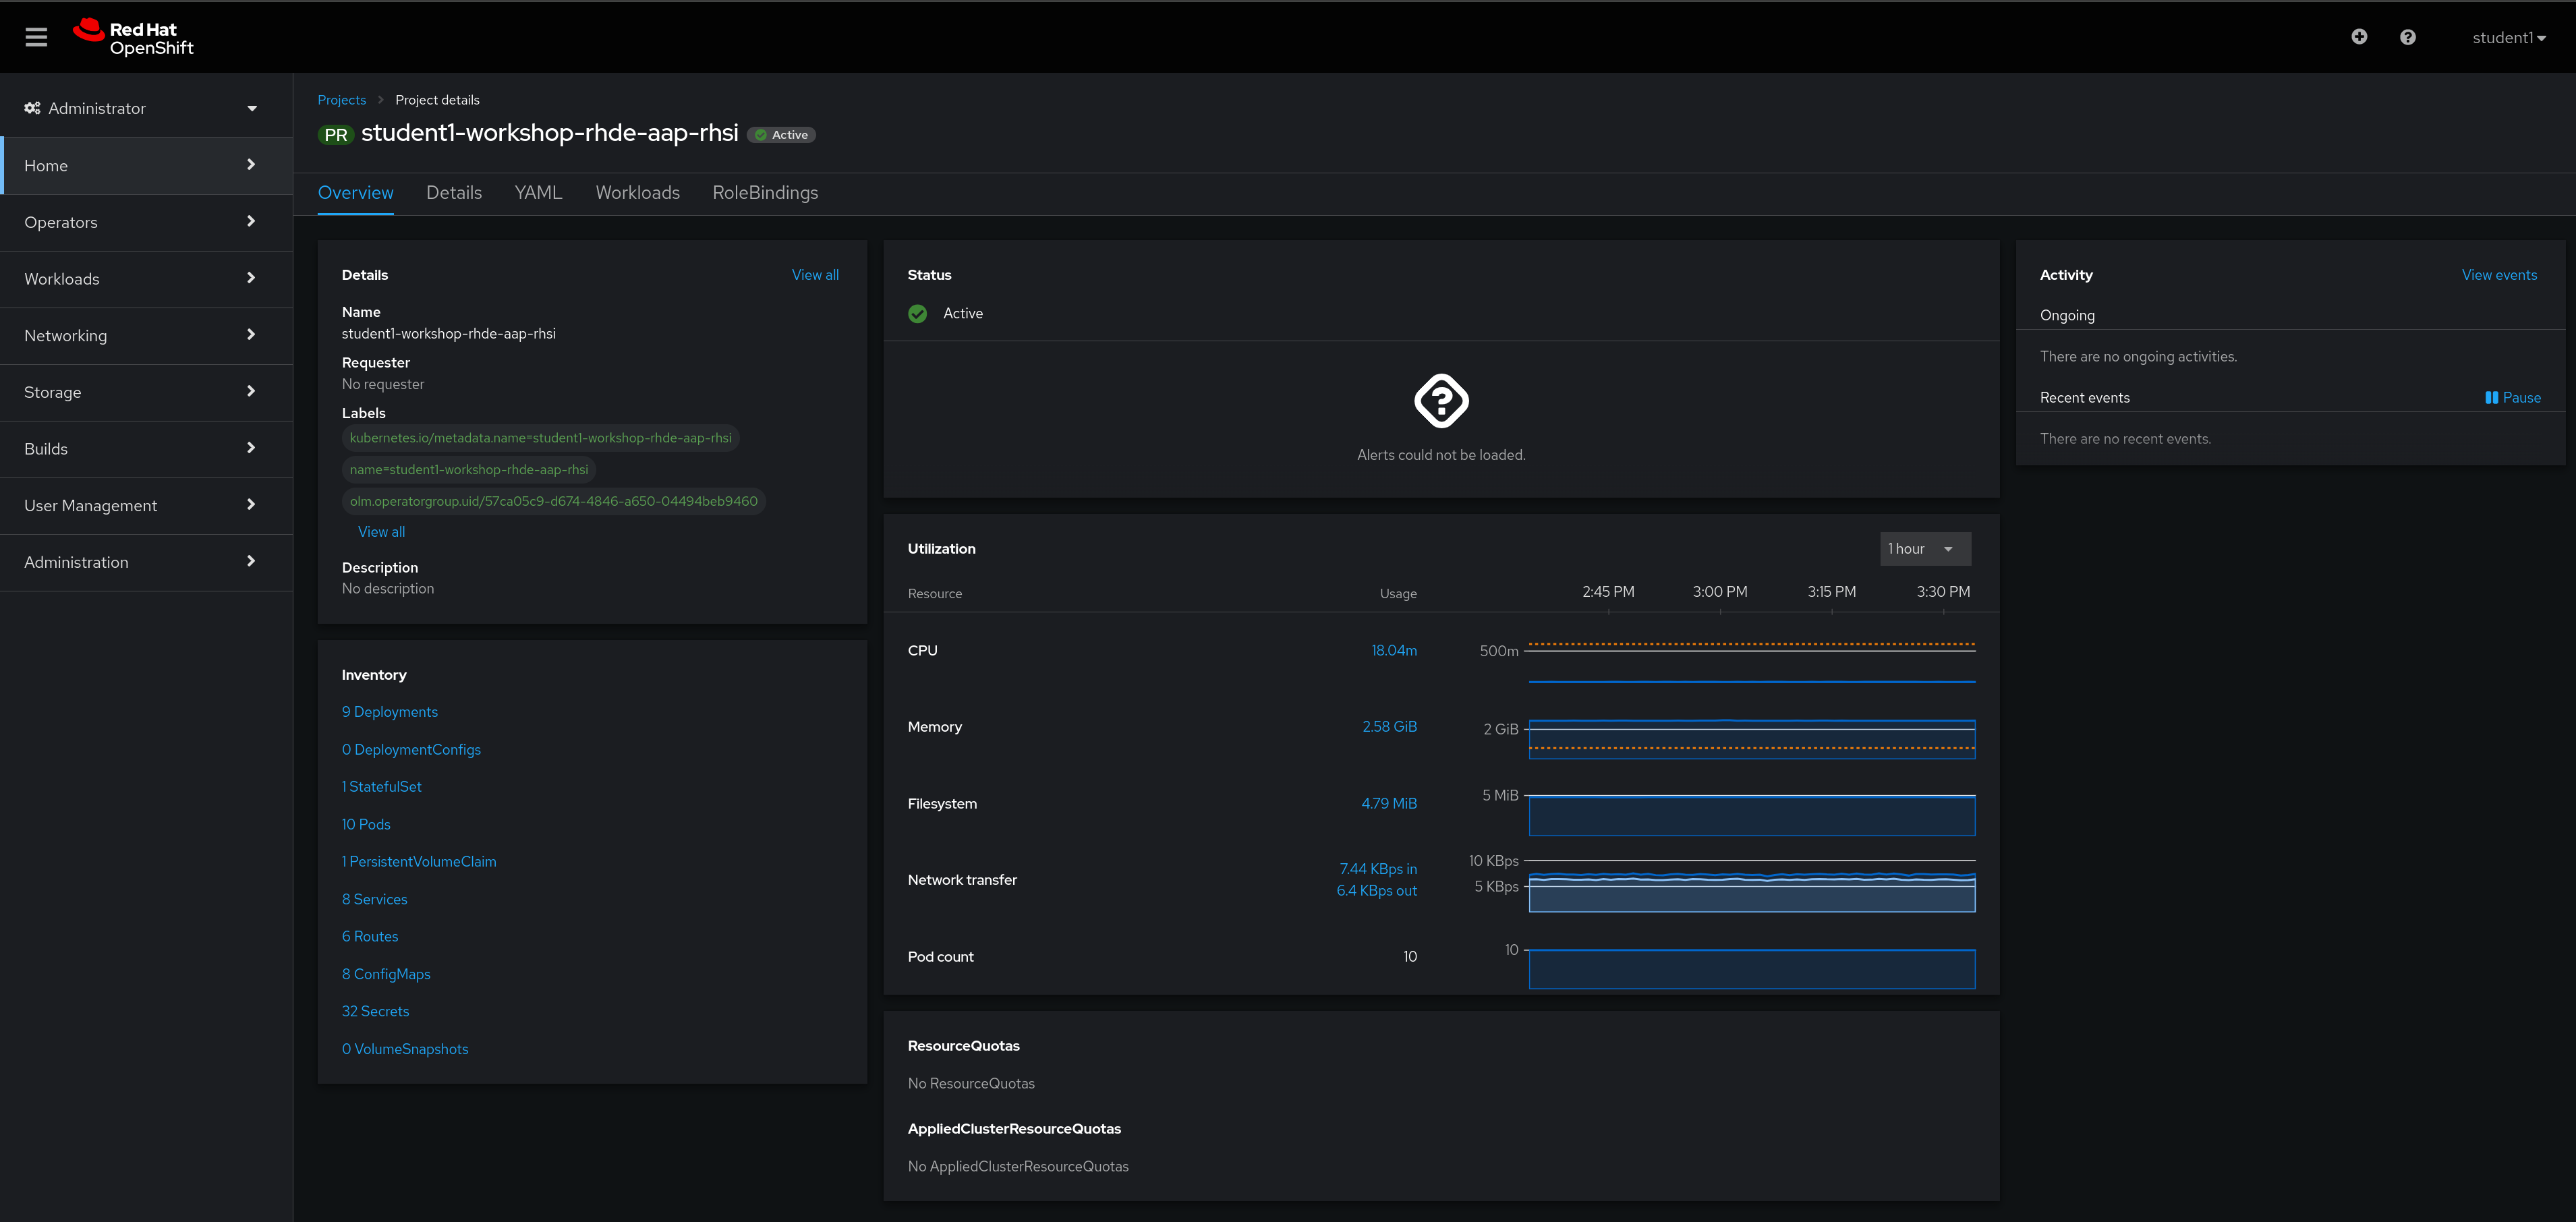 Red Hat
OpenShift
student1
Administrator
Home
Operators
Workloads
Networking
Storage
Builds
User Management
Administration
Projects
Project details
PR student1-workshop-rhde-aap-rhsi Active
Overview
Details
YAML
Workloads
RoleBindings
Details
View all
Name
student1-workshop-rhde-aap-rhsi
Requester
No requester
Labels
kubernetes.io/metadata.name=student1-workshop-rhde-aap-rhsi
name=student1-workshop-rhde-aap-rhsi
olm.operatorgroup.uid/57ca05c9-d674-4846-a650-04494beb9460
View all
Description
No description
Inventory
9 Deployments
0 DeploymentConfigs
1 StatefulSet
10 Pods
1 PersistentVolumeClaim
8 Services
6 Routes
8 ConfigMaps
32 Secrets
0 VolumeSnapshots
Status
Active
?
Alerts could not be loaded.
Utilization
1 hour
Resource
Usage
2:45 PM
3:00 PM
3:15 PM
3:30 PM
CPU
18.04m
500m
Memory
2.58 GiB
2 GiB
Filesystem
4.79 MiB
5 MiB
Network transfer
7.44 KBps in
6.4 KBps out
10 KBps
5 KBps
Pod count
10
10
ResourceQuotas
No ResourceQuotas
AppliedClusterResourceQuotas
No AppliedClusterResourceQuotas
Activity
View events
Ongoing
There are no ongoing activities.
Recent events
Pause
There are no recent events.